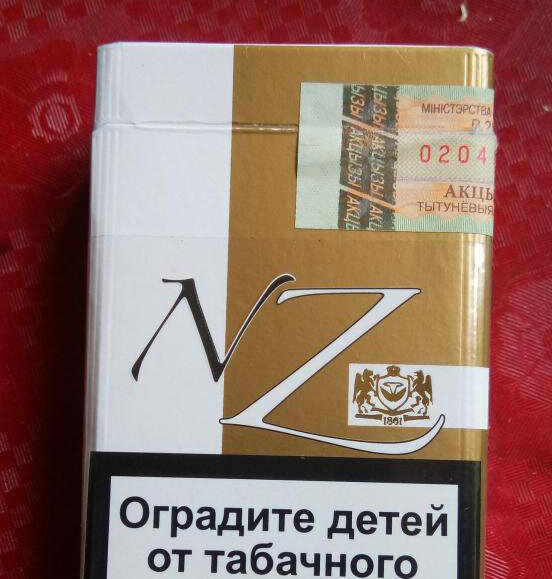 МІНІСТЭРСТВА
0204
АКЦЫ
ТЫТУНЁВЫЯ
NZ
1861
Оградите детей
от табачного